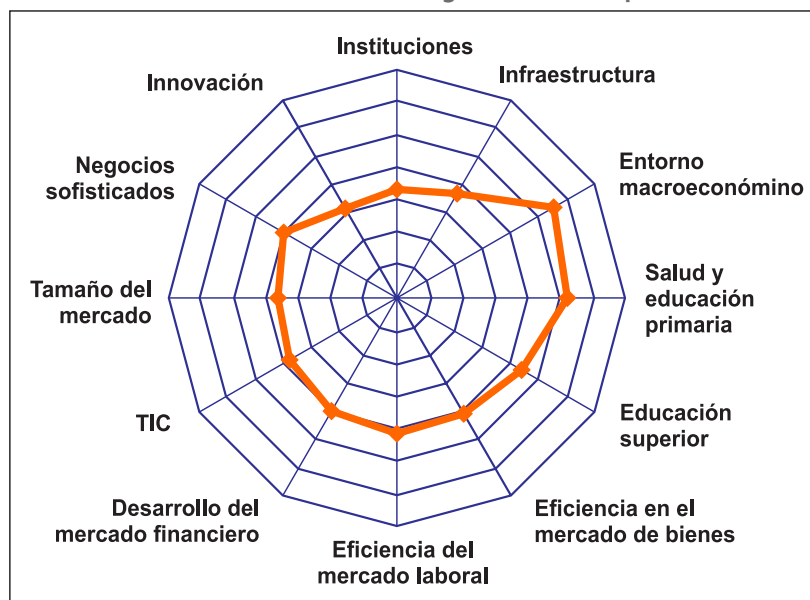 Instituciones
Infraestructura
Entorno
macroeconómino
Salud y
educación
primaria
Educación
superior
Eficiencia en el
mercado de bienes
Eficiencia del
mercado laboral
Desarrollo del
mercado financiero
TIC
Tamaño del
mercado
Negocios
sofisticados
Innovación